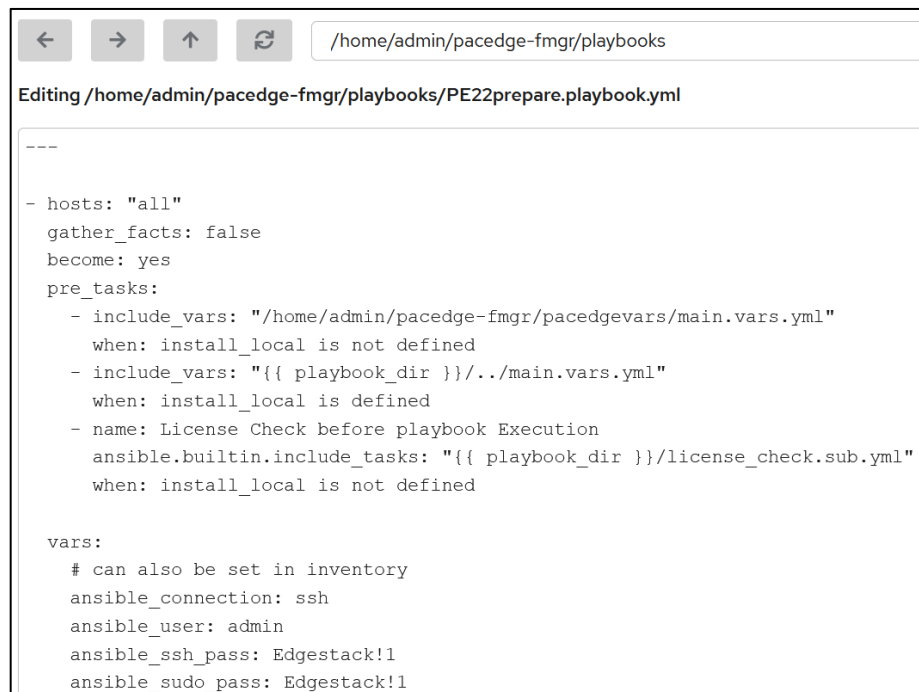 /home/admin/pacedge-fmgr/playbooks
Editing /home/admin/pacedge-fmgr/playbooks/PE22prepare.playbook.yml
---
- hosts: "all"
  gather_facts: false
  become: yes
  pre_tasks:
    - include_vars: "/home/admin/pacedge-fmgr/pacedgevars/main.vars.yml"
      when: install_local is not defined
    - include_vars: "{{ playbook_dir }}/../main.vars.yml"
      when: install_local is defined
    - name: License Check before playbook Execution
      ansible.builtin.include_tasks: "{{ playbook_dir }}/license_check.sub.yml"
      when: install_local is not defined
  vars:
    # can also be set in inventory
    ansible_connection: ssh
    ansible_user: admin
    ansible_ssh_pass: Edgestack!1
    ansible_sudo_pass: Edgestack!1